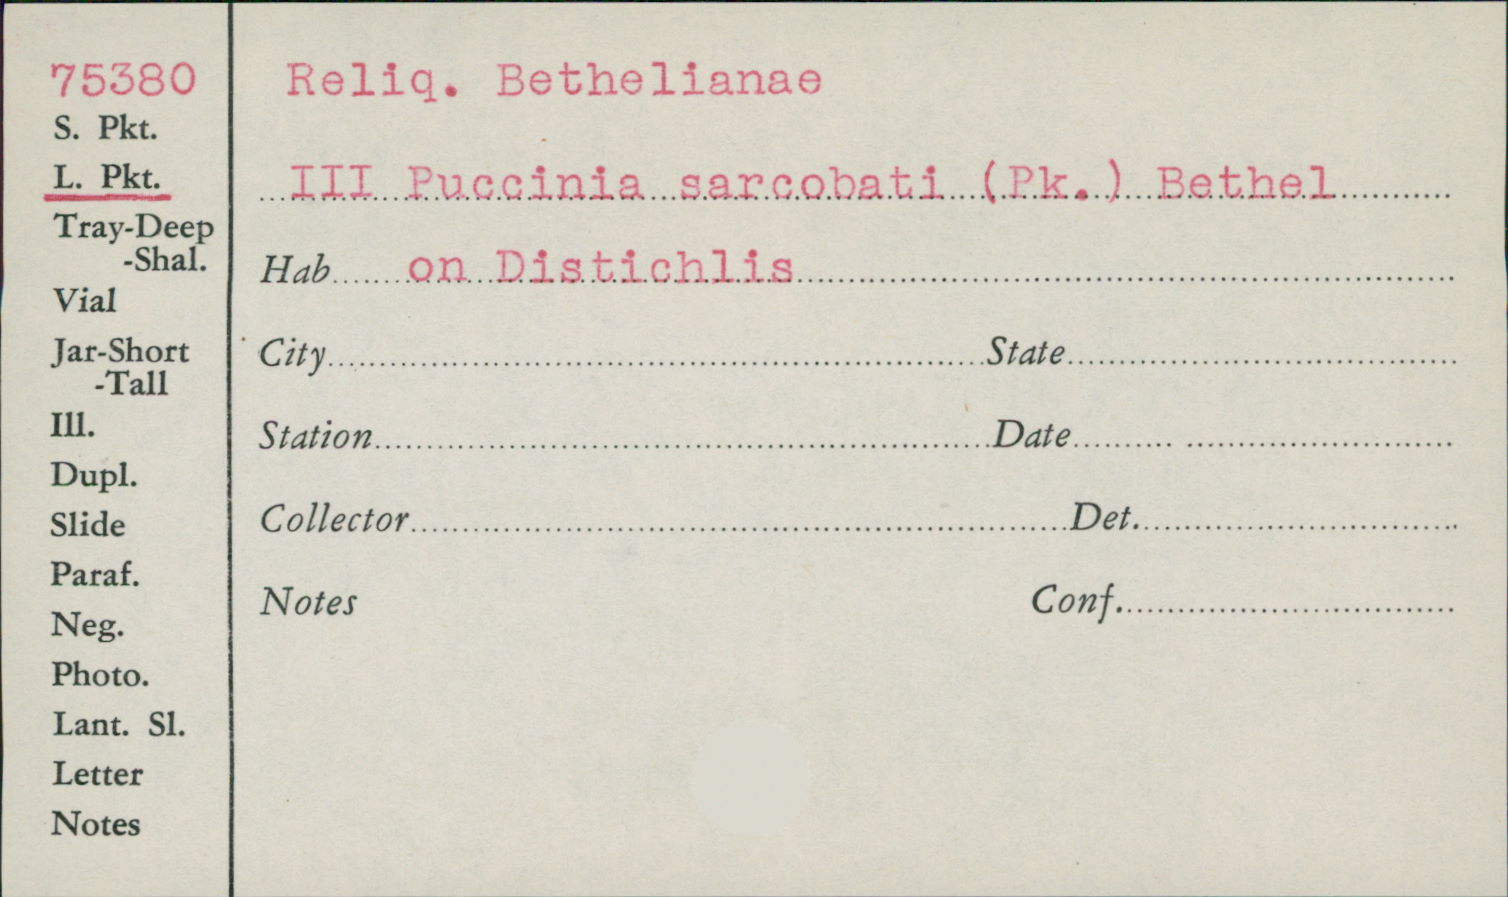 75380
S. Pkt.
L. Pkt.
Tray-Deep
-Shal.
Vial
Jar-Short
-Tall
Ill.
Dupl.
Slide
Paraf.
Neg.
Photo.
Lant. Sl.
Letter
Notes
Reliq. Bethelianae
III Puccinia sarcobati (Pk.) Bethel
Hab on Distichlis
City State
Station Date
Collector Det.
Notes Conf.